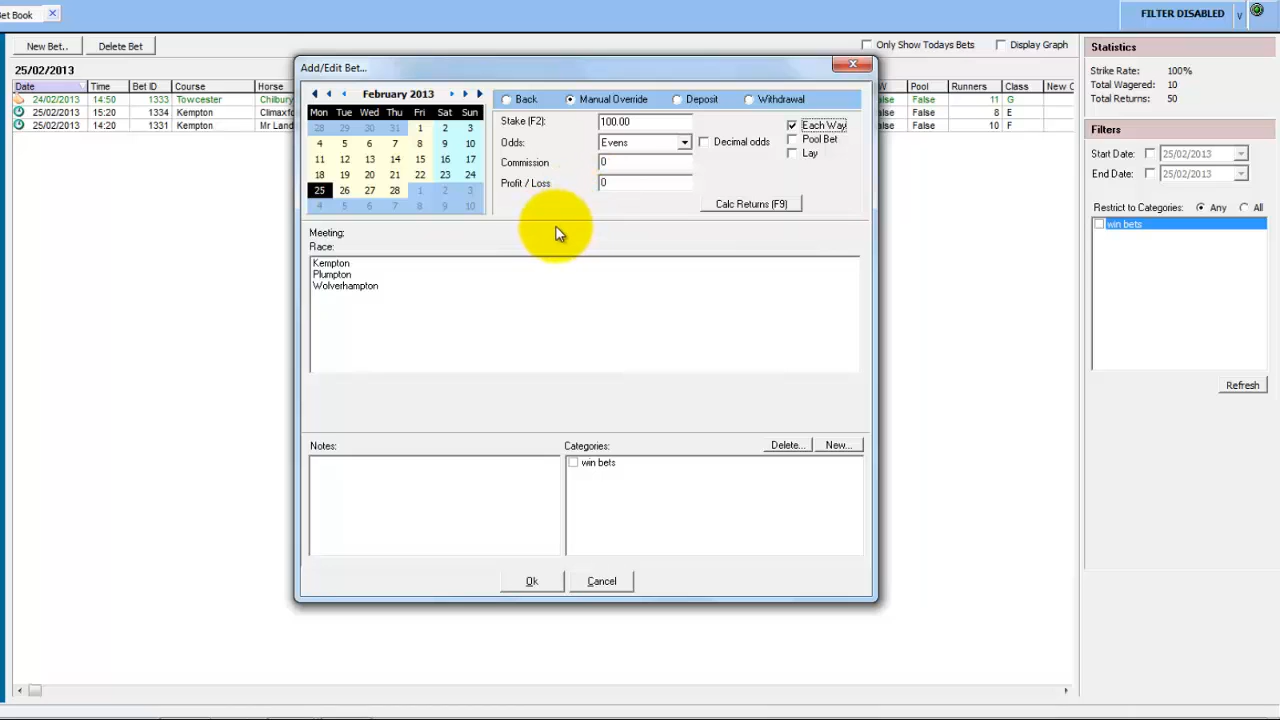 et Book
FILTER DISABLED
New Bet..
Delete Bet
Only Show Todays Bets
Display Graph
25/02/2013
Date Time Bet ID Course Horse
24/02/2013 14:50 1333 Towcester Chilbury
25/02/2013 15:20 1334 Kempton Climaxfo
25/02/2013 14:20 1331 Kempton Mr Land
W Pool Runners Class New C
alse False 11 G
alse False 8 E
alse False 10 F
Add/Edit Bet...
February 2013
Mon Tue Wed Thu Fri Sat Sun
28 29 30 31 1 2 3
4 5 6 7 8 9 10
11 12 13 14 15 16 17
18 19 20 21 22 23 24
25 26 27 28 1 2 3
4 5 6 7 8 9 10
Back Manual Override Deposit Withdrawal
Stake (F2): 100.00
Odds: Evens
Decimal odds
Commission 0
Profit / Loss 0
Each Way
Pool Bet
Lay
Calc Returns (F9)
Meeting:
Race:
Kempton
Plumpton
Wolverhampton
Notes:
Categories:
Delete...
New...
win bets
Ok
Cancel
Statistics
Strike Rate: 100%
Total Wagered: 10
Total Returns: 50
Filters
Start Date: 25/02/2013
End Date: 25/02/2013
Restrict to Categories: Any All
win bets
Refresh